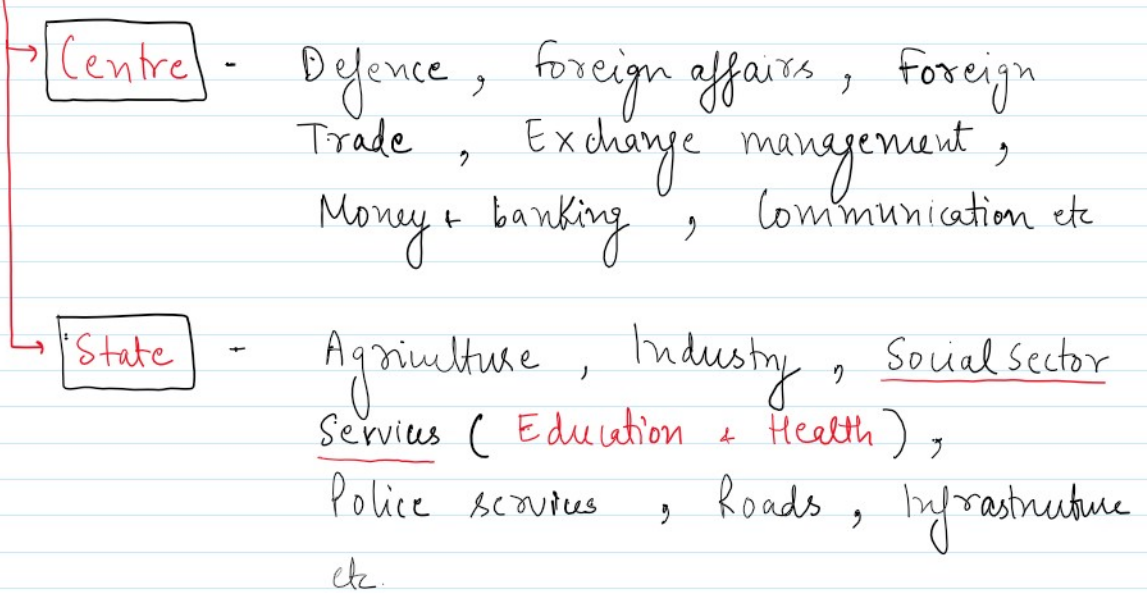 Centre - Defence, foreign affairs, Foreign
Trade, Exchange management,
Money & banking, Communication etc
State - Agriculture, Industry, Social Sector
Services (Education & Health),
Police services, Roads, Infrastructure
etc.